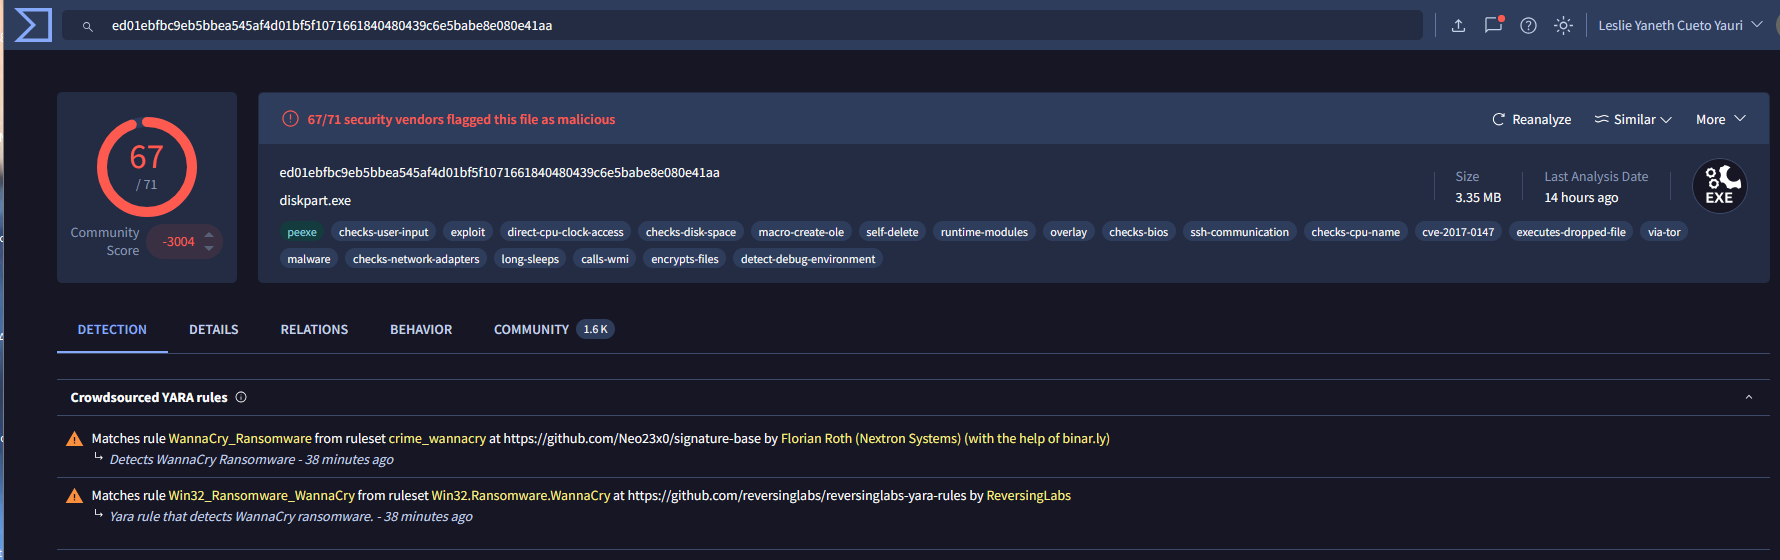 ed01ebfbc9eb5bbea545af4d01bf5f1071661840480439c6e5babe8e080e41aa
Leslie Yaneth Cueto Yauri
67
/ 71
Community
Score
-3004
67/71 security vendors flagged this file as malicious
Reanalyze
Similar
More
ed01ebfbc9eb5bbea545af4d01bf5f1071661840480439c6e5babe8e080e41aa
diskpart.exe
Size
3.35 MB
Last Analysis Date
14 hours ago
EXE
peexe checks-user-input exploit direct-cpu-clock-access checks-disk-space macro-create-ole self-delete runtime-modules overlay checks-bios ssh-communication checks-cpu-name cve-2017-0147 executes-dropped-file via-tor
malware checks-network-adapters long-sleeps calls-wmi encrypts-files detect-debug-environment
DETECTION DETAILS RELATIONS BEHAVIOR COMMUNITY 1.6 K
Crowdsourced YARA rules
Matches rule WannaCry_Ransomware from ruleset crime_wannacry at https://github.com/Neo23x0/signature-base by Florian Roth (Nextron Systems) (with the help of binar.ly)
Detects WannaCry Ransomware - 38 minutes ago
Matches rule Win32_Ransomware_WannaCry from ruleset Win32.Ransomware.WannaCry at https://github.com/reversinglabs/reversinglabs-yara-rules by ReversingLabs
Yara rule that detects WannaCry ransomware. - 38 minutes ago